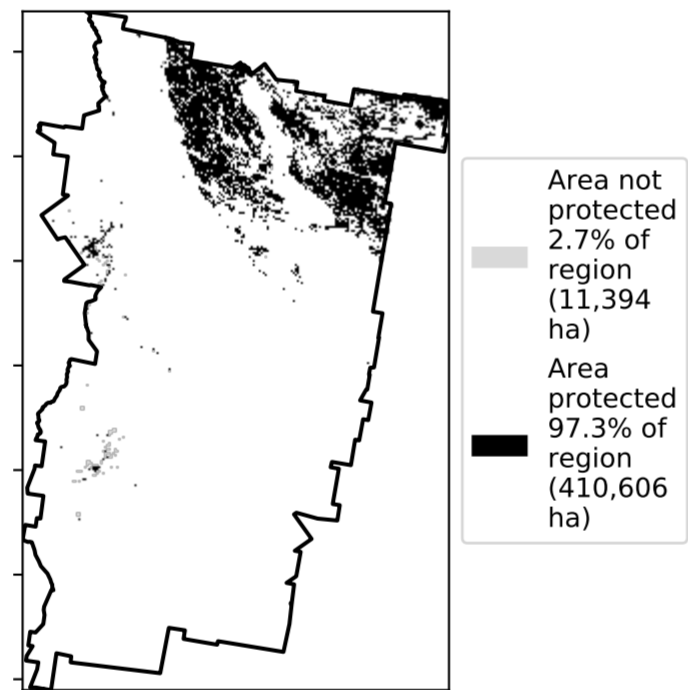 Area not
protected
2.7% of
region
(11,394
ha)
Area
protected
97.3% of
region
(410,606
ha)